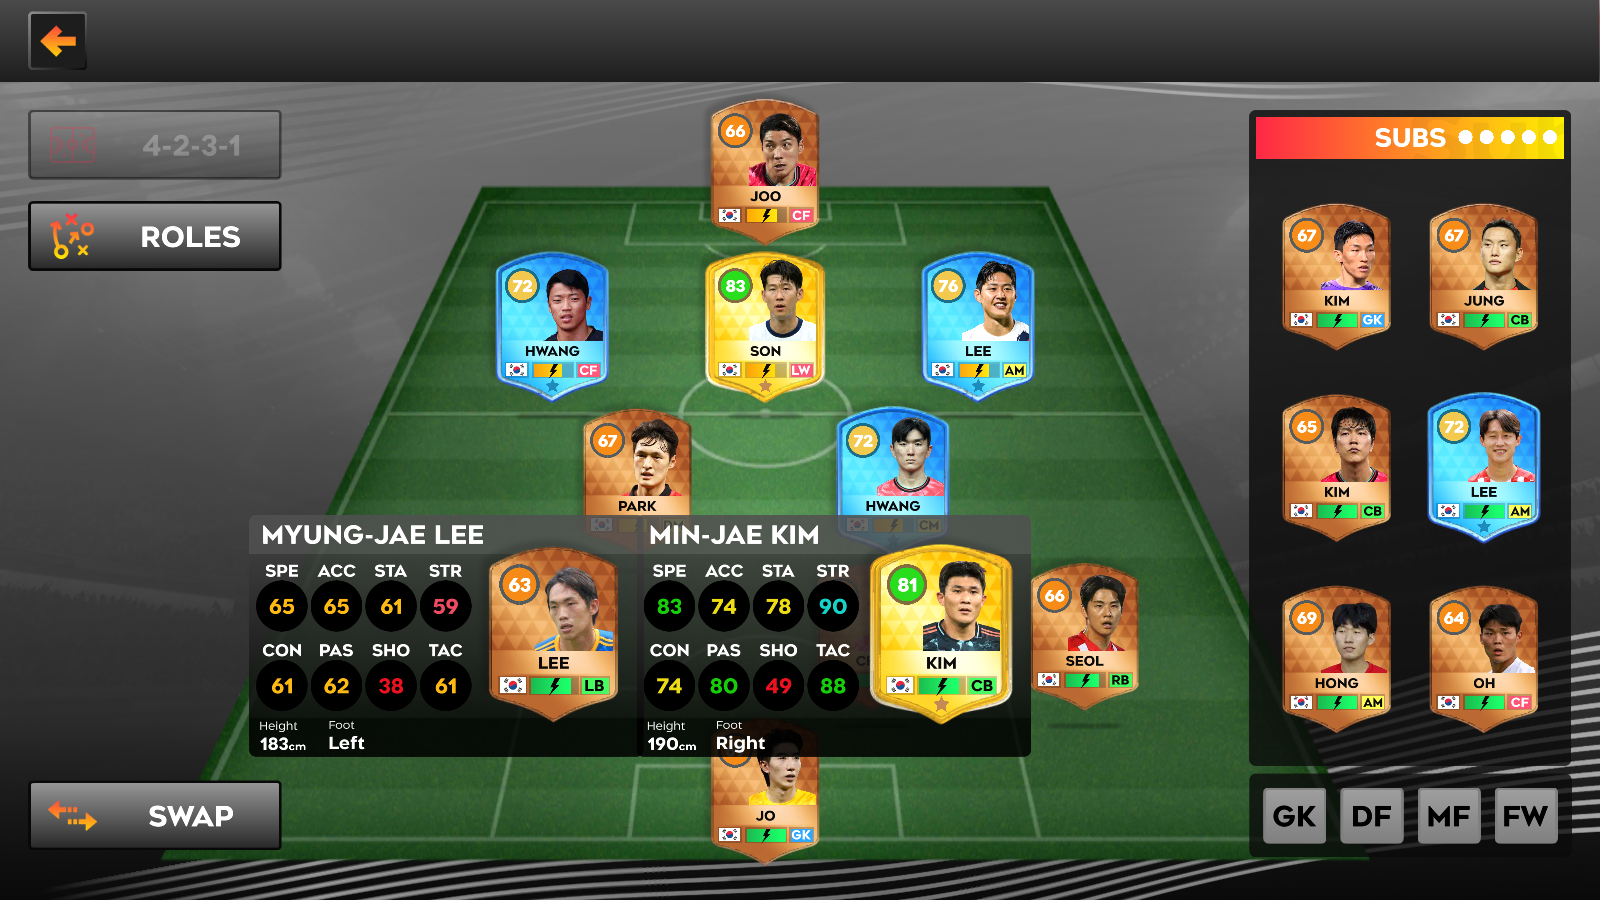 4-2-3-1
ROLES
66
JOO
CF
72
HWANG
CF
83
SON
LW
76
LEE
AM
67
PARK
72
HWANG
CM
MYUNG-JAE LEE
SPE ACC STA STR
65 65 61 59
CON PAS SHO TAC
61 62 38 61
Height Foot
183cm Left
63
LEE
LB
MIN-JAE KIM
SPE ACC STA STR
83 74 78 90
CON PAS SHO TAC
74 80 49 88
Height Foot
190cm Right
81
KIM
CB
66
SEOL
RB
JO
GK
SWAP
SUBS
67
KIM
GK
67
JUNG
CB
65
KIM
CB
72
LEE
AM
69
HONG
AM
64
OH
CF
GK DF MF FW